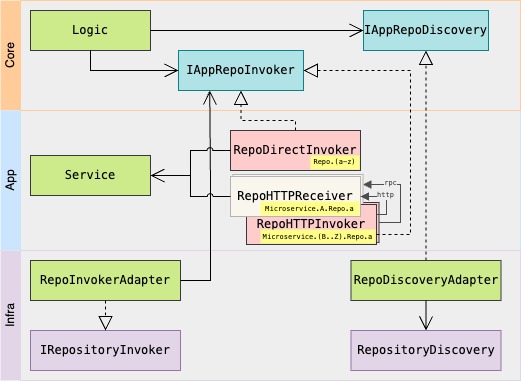 Core
Logic
IAppRepoDiscovery
IAppRepoInvoker
App
RepoDirectInvoker
Repo.(a-z)
Service
RepoHTTPReceiver
Microservice.A.Repo.a
rpc
http
RepoHTTPInvoker
Microservice.(B..Z).Repo.a
Infra
RepoInvokerAdapter
RepoDiscoveryAdapter
IRepositoryInvoker
RepositoryDiscovery